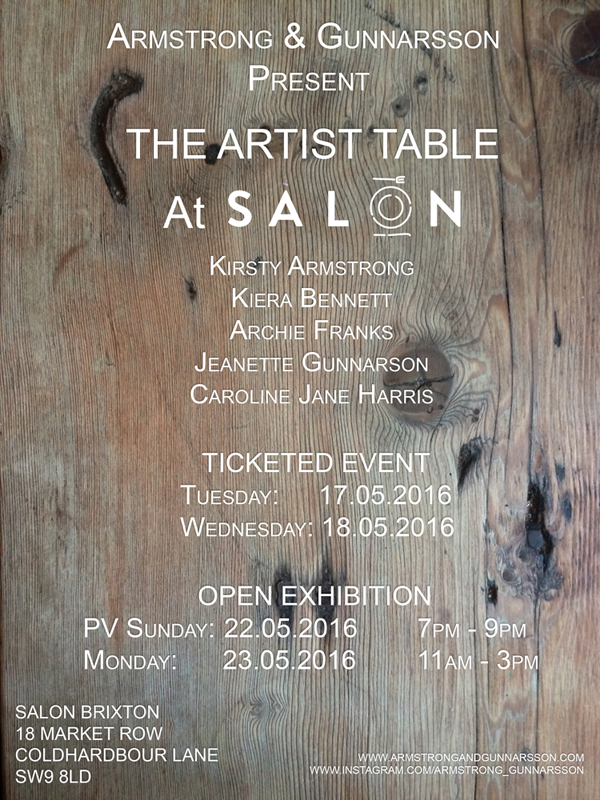 Armstrong & Gunnarsson
Present
THE ARTIST TABLE
At SALON
Kirsty Armstrong
Kiera Bennett
Archie Franks
Jeanette Gunnarson
Caroline Jane Harris
TICKETED EVENT
Tuesday: 17.05.2016
Wednesday: 18.05.2016
OPEN EXHIBITION
PV Sunday: 22.05.2016 7pm - 9pm
Monday: 23.05.2016 11am - 3pm
SALON BRIXTON
18 MARKET ROW
COLDHARDBOUR LANE
SW9 8LD
www.armstrongandgunnarsson.com
www.instagram.com/armstrong_gunnarsson